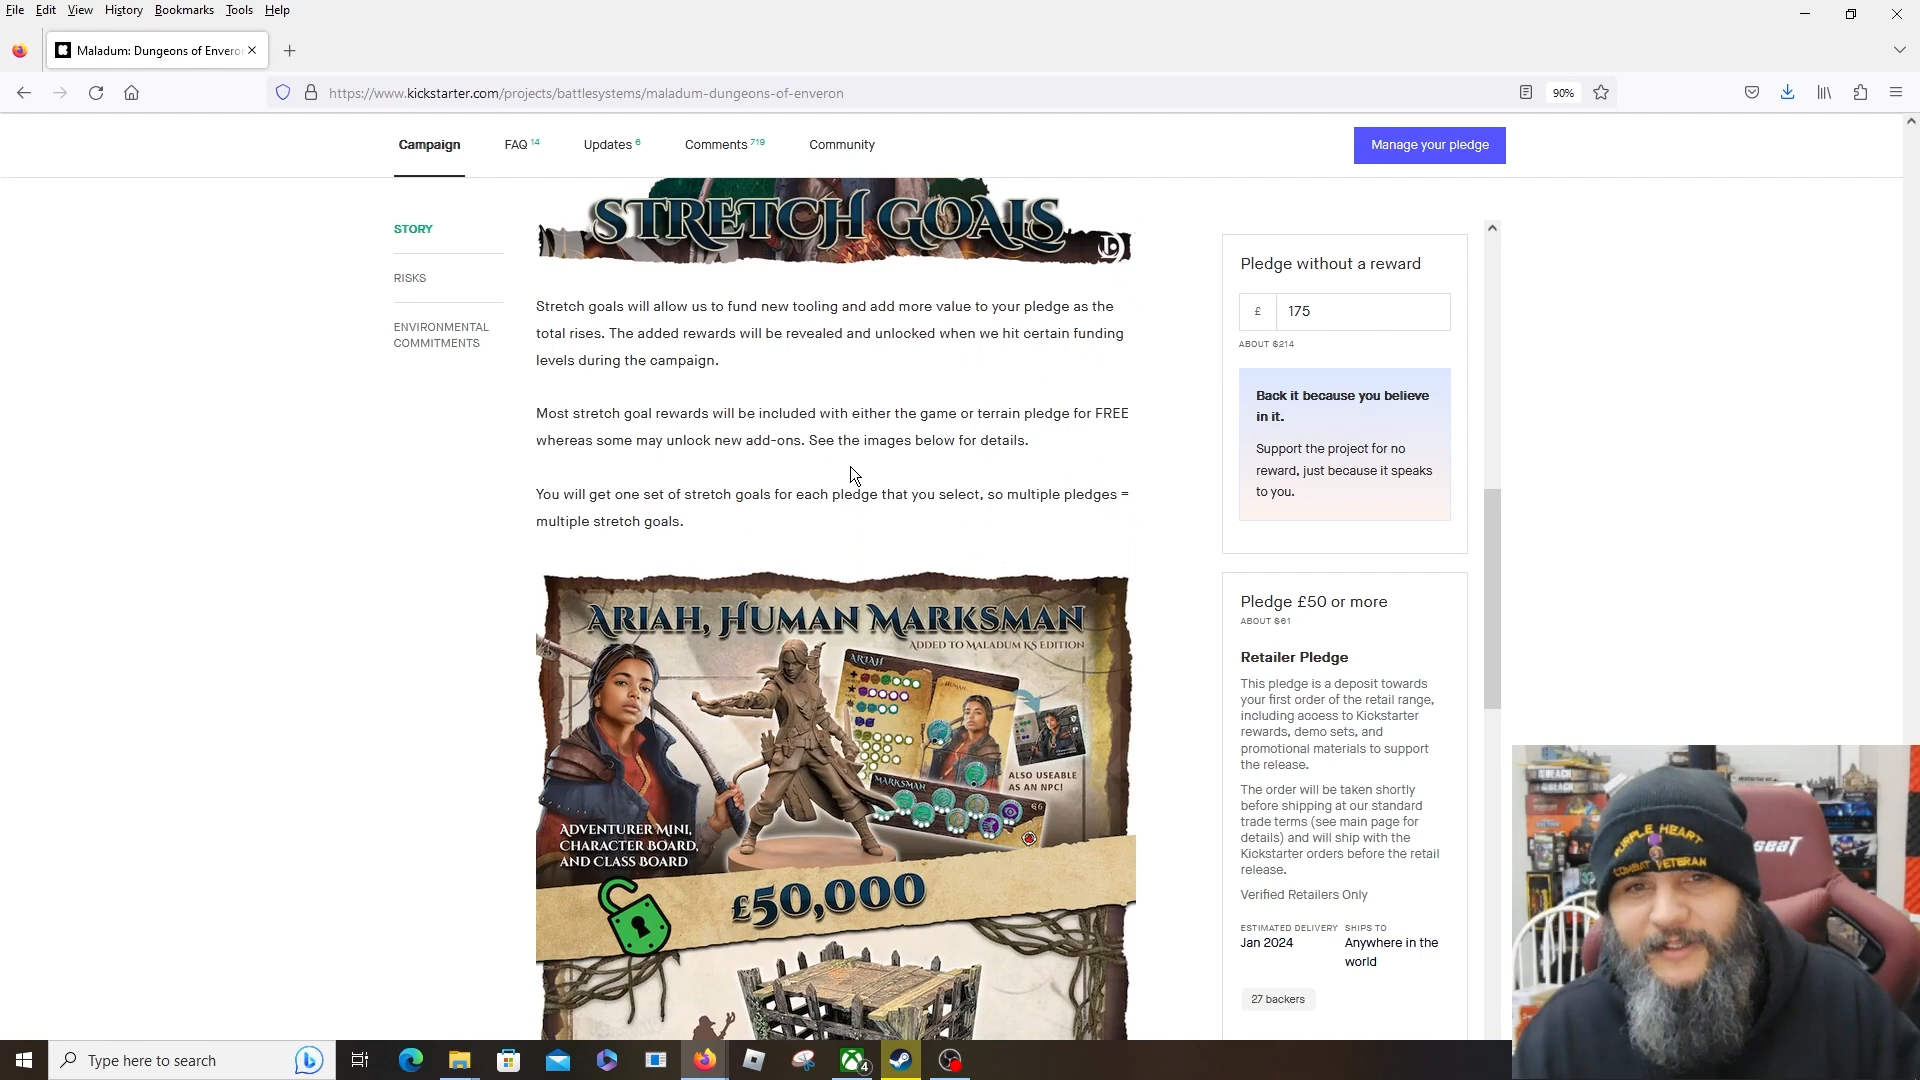 File Edit View History Bookmarks Tools Help
Maladum: Dungeons of Envero
https://www.kickstarter.com/projects/battlesystems/maladum-dungeons-of-enveron
90%
Campaign FAQ 14 Updates 6 Comments 719 Community
Manage your pledge
STORY
RISKS
ENVIRONMENTAL
COMMITMENTS
STRETCH GOALS
Stretch goals will allow us to fund new tooling and add more value to your pledge as the
total rises. The added rewards will be revealed and unlocked when we hit certain funding
levels during the campaign.
Most stretch goal rewards will be included with either the game or terrain pledge for FREE
whereas some may unlock new add-ons. See the images below for details.
You will get one set of stretch goals for each pledge that you select, so multiple pledges =
multiple stretch goals.
ARIAH, HUMAN MARKSMAN
ADDED TO MALADUM KS EDITION
ARIAH
HUMAN
ALSO USEABLE
AS AN NPC!
MARKSMAN
ADVENTURER MINI,
CHARACTER BOARD,
AND CLASS BOARD
£50,000
Pledge without a reward
£ 175
ABOUT $214
Back it because you believe
in it.
Support the project for no
reward, just because it speaks
to you.
Pledge £50 or more
ABOUT $61
Retailer Pledge
This pledge is a deposit towards
your first order of the retail range,
including access to Kickstarter
rewards, demo sets, and
promotional materials to support
the release.
The order will be taken shortly
before shipping at our standard
trade terms (see main page for
details) and will ship with the
Kickstarter orders before the retail
release.
Verified Retailers Only
ESTIMATED DELIVERY SHIPS TO
Jan 2024 Anywhere in the
world
27 backers
PURPLE HEART
COMBAT VETERAN
Type here to search
4